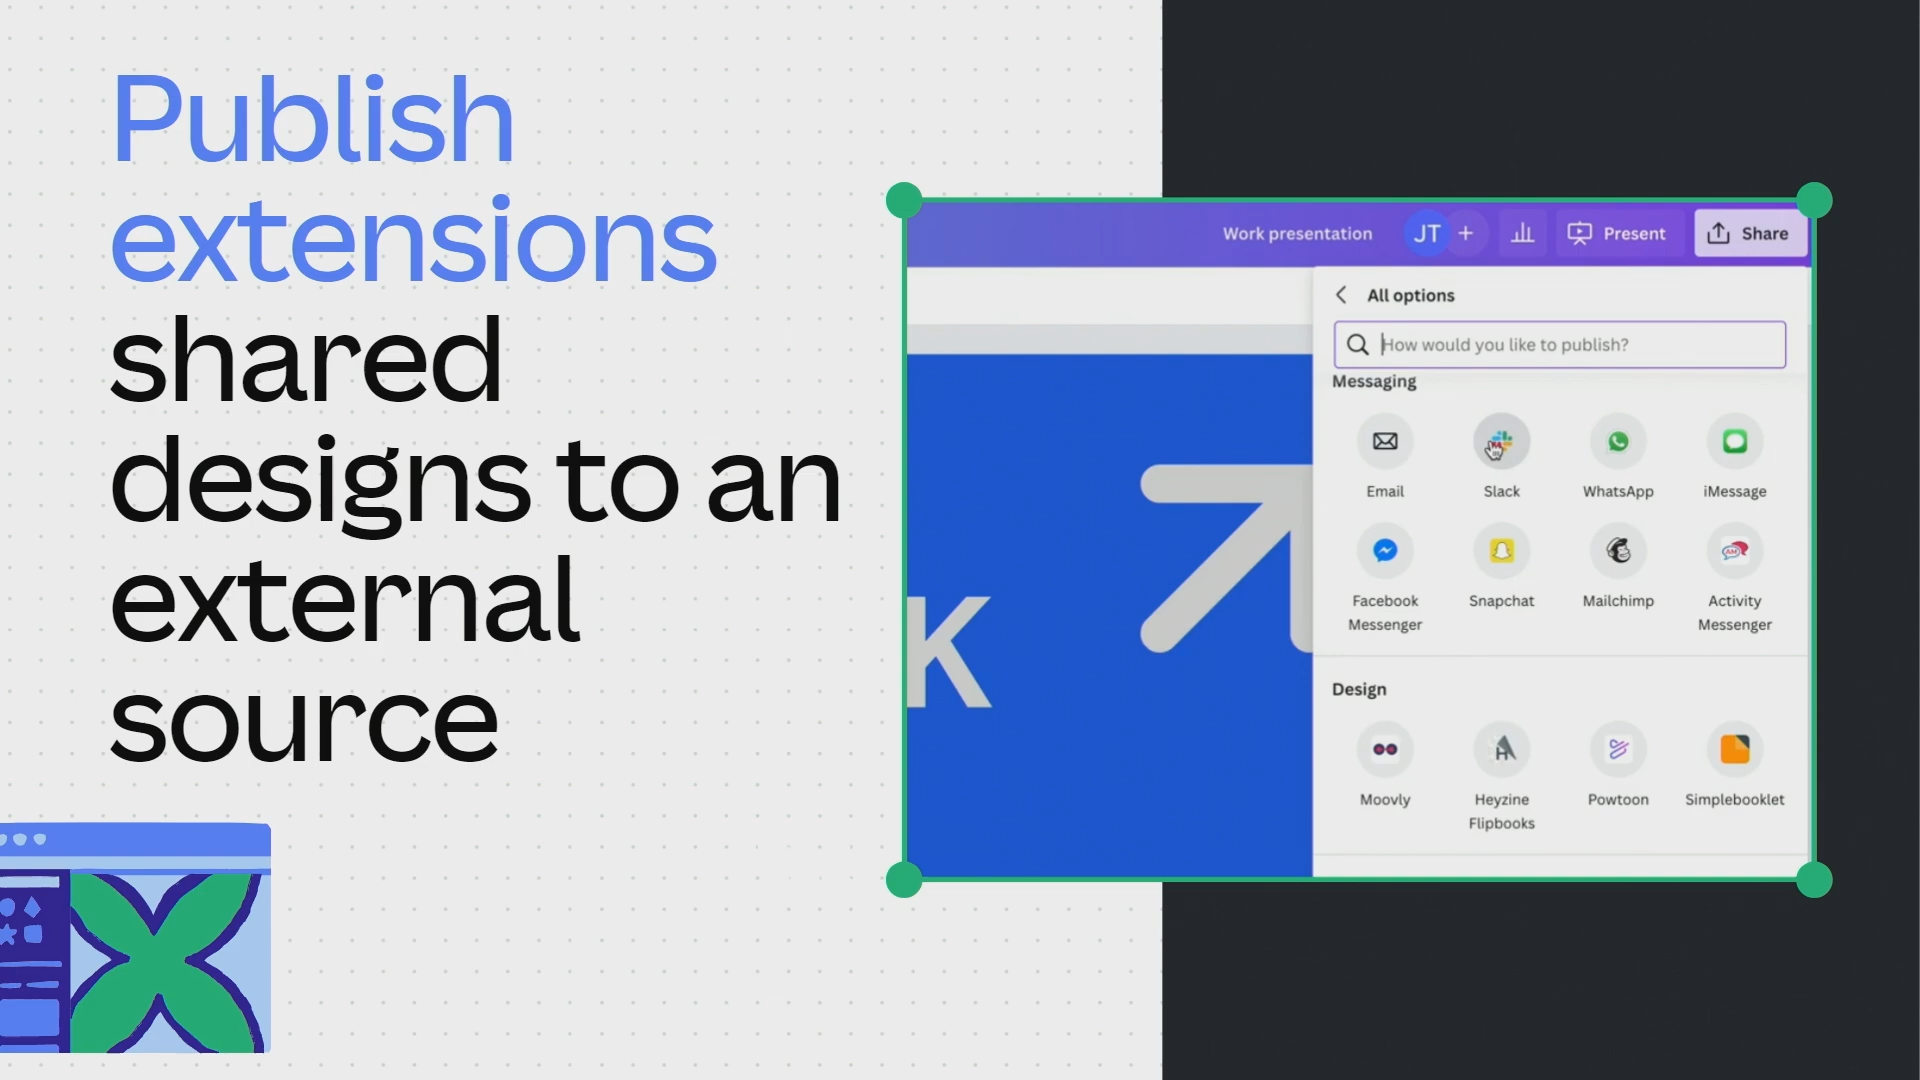 Publish
extensions
shared
designs to an
external
source
Work presentation
JT
+
Present
Share
All options
How would you like to publish?
Messaging
Email
Slack
WhatsApp
iMessage
Facebook
Messenger
Snapchat
Mailchimp
Activity
Messenger
Design
Moovly
Heyzine
Flipbooks
Powtoon
Simplebooklet
K